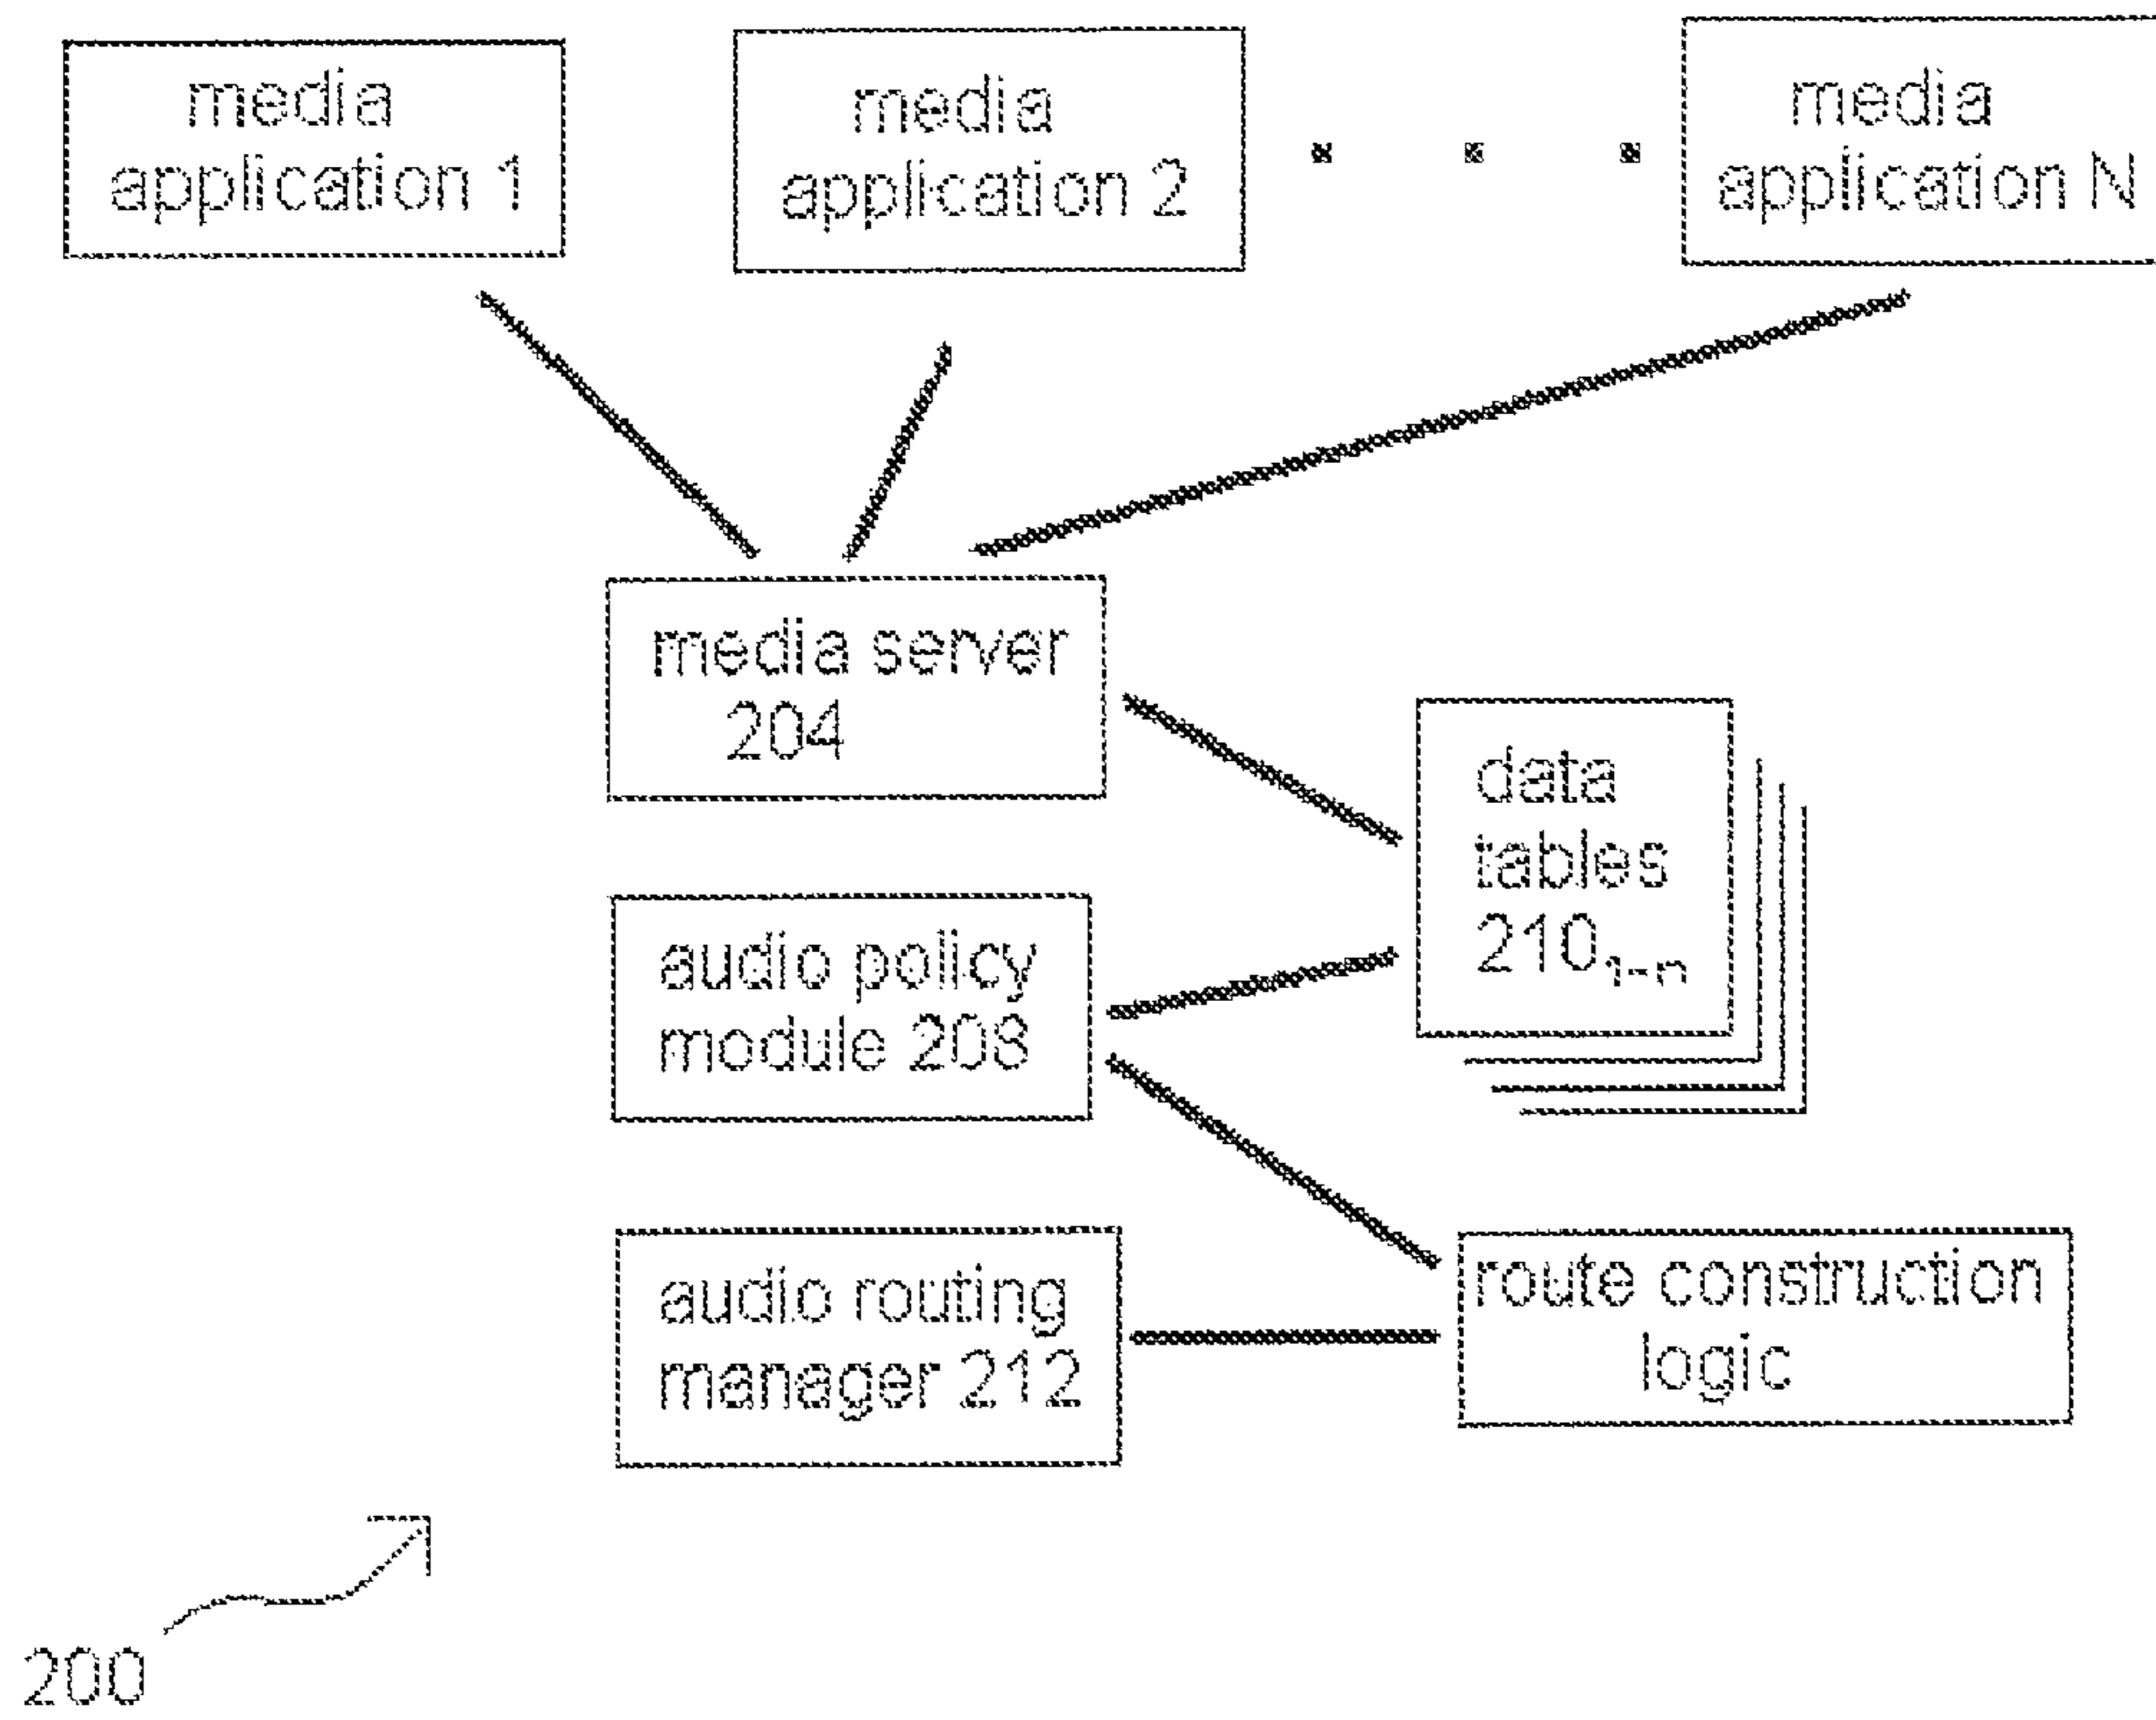 media
application 1
media
application 2
media
application N
media server
204
data
tables
210₁₋ₙ
audio policy
module 208
audio routing
manager 212
route construction
logic
200